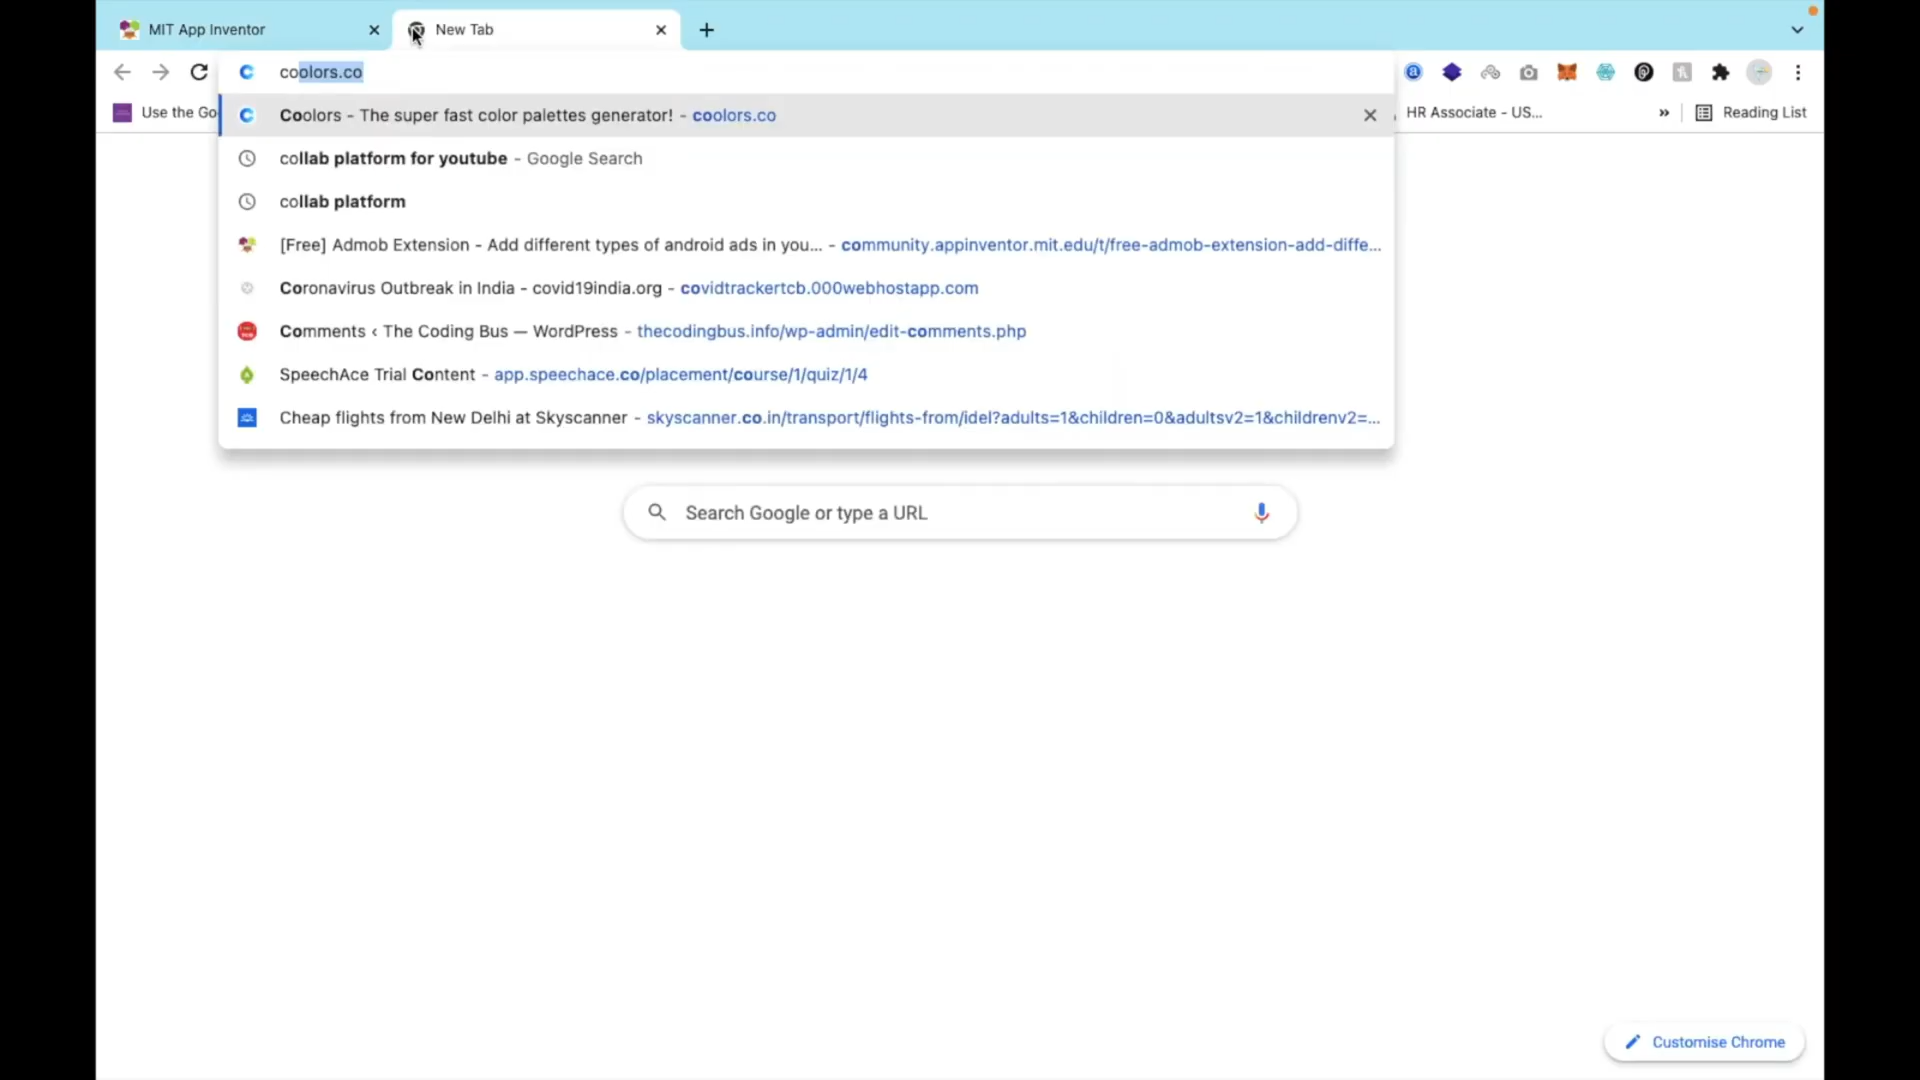 MIT App Inventor
New Tab
coolors.co
Use the Go
Coolors - The super fast color palettes generator! - coolors.co
HR Associate - US...
»
Reading List
collab platform for youtube - Google Search
collab platform
[Free] Admob Extension - Add different types of android ads in you... - community.appinventor.mit.edu/t/free-admob-extension-add-diffe...
Coronavirus Outbreak in India - covid19india.org - covidtrackertcb.000webhostapp.com
Comments ‹ The Coding Bus — WordPress - thecodingbus.info/wp-admin/edit-comments.php
SpeechAce Trial Content - app.speechace.co/placement/course/1/quiz/1/4
Cheap flights from New Delhi at Skyscanner - skyscanner.co.in/transport/flights-from/idel?adults=1&children=0&adultsv2=1&childrenv2=...
Search Google or type a URL
Customise Chrome